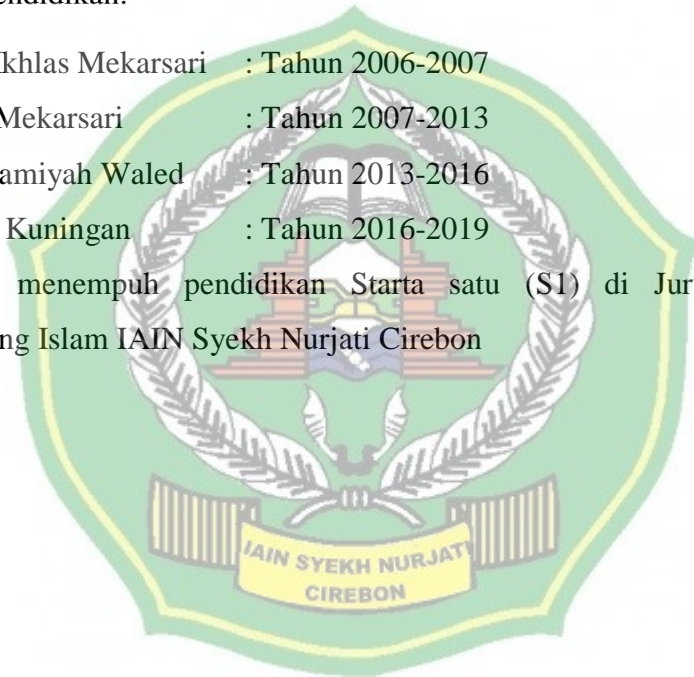 endidikan:
khlas Mekarsari : Tahun 2006-2007
Mekarsari : Tahun 2007-2013
amiyah Waled : Tahun 2013-2016
Kuningan : Tahun 2016-2019
menempuh pendidikan Starta satu (S1) di Jur
ng Islam IAIN Syekh Nurjati Cirebon
IAIN SYEKH NURJATI
CIREBON